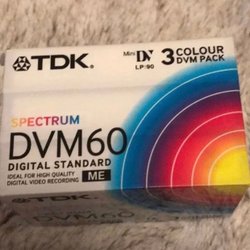 TDK
Mini DV
LP:90
3 COLOUR
DVM PACK
SPECTRUM
DVM60
DIGITAL STANDARD
IDEAL FOR HIGH QUALITY
DIGITAL VIDEO RECORDING ME